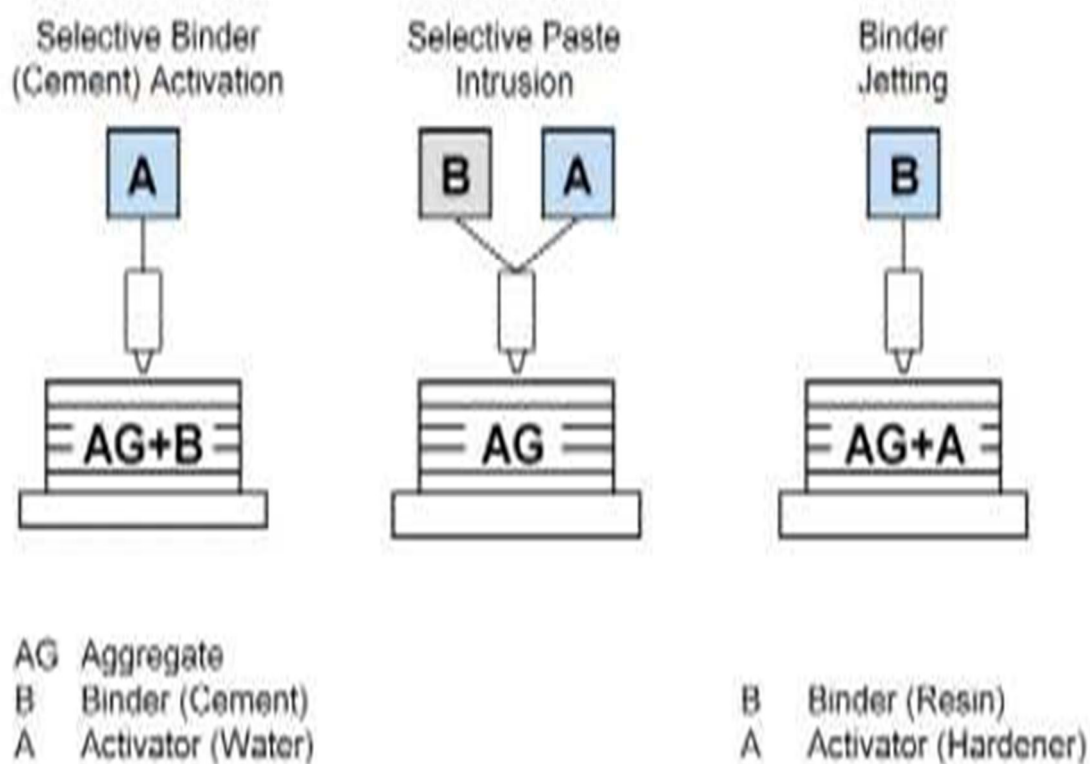 Selective Binder
(Cement) Activation
Selective Paste
Intrusion
Binder
Jetting
A
B
A
B
AG+B
AG
AG+A
AG Aggregate
B Binder (Cement)
A Activator (Water)
B Binder (Resin)
A Activator (Hardener)